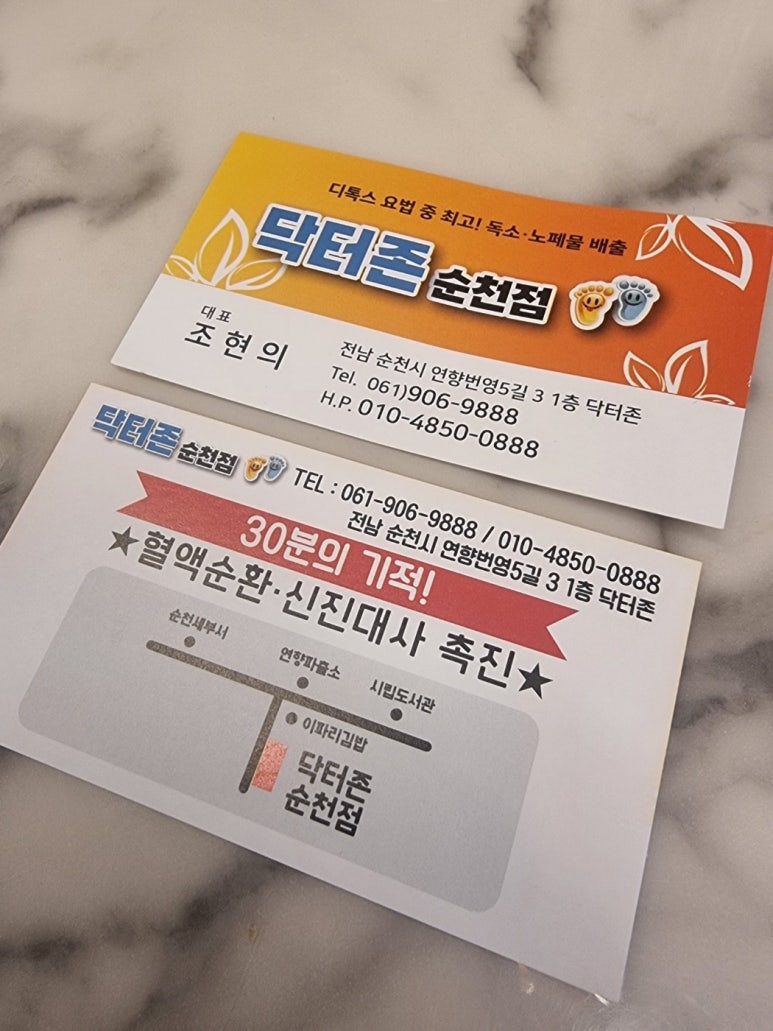 디톡스 요법 중 최고! 독소·노폐물 배출
닥터존 순천점
대표
조현의
전남 순천시 연향번영5길 3 1층 닥터존
Tel. 061)906-9888
H.P. 010-4850-0888
닥터존 순천점
TEL : 061-906-9888 / 010-4850-0888
전남 순천시 연향번영5길 3 1층 닥터존
30분의 기적!
★혈액순환·신진대사 촉진★
순천세무서
연향파출소
시립도서관
이파리김밥
닥터존
순천점